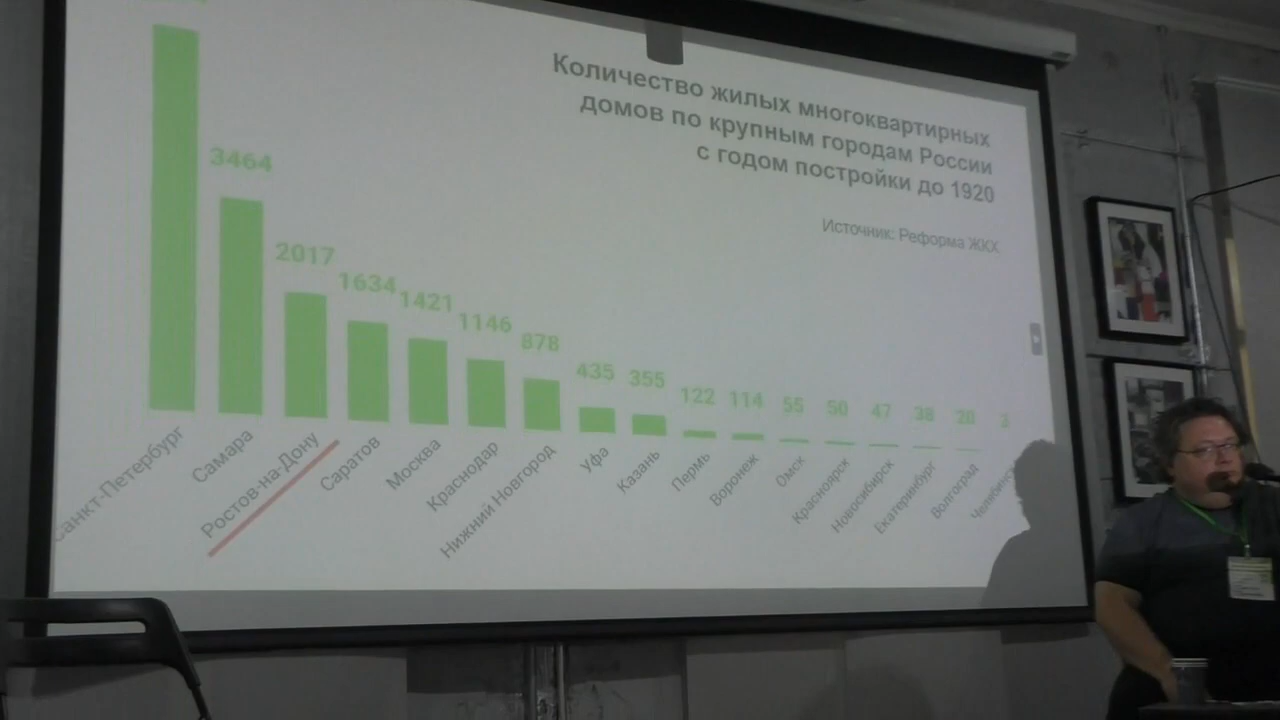 Количество жилых многоквартирных
домов по крупным городам России
с годом постройки до 1920
Источник: Реформа ЖКХ
3464
2017
1634
1421
1146
878
435
355
122
114
55
50
47
38
20
3
Санкт-Петербург
Самара
Ростов-на-Дону
Саратов
Москва
Краснодар
Нижний Новгород
Уфа
Казань
Пермь
Воронеж
Омск
Красноярск
Новосибирск
Екатеринбург
Волгоград